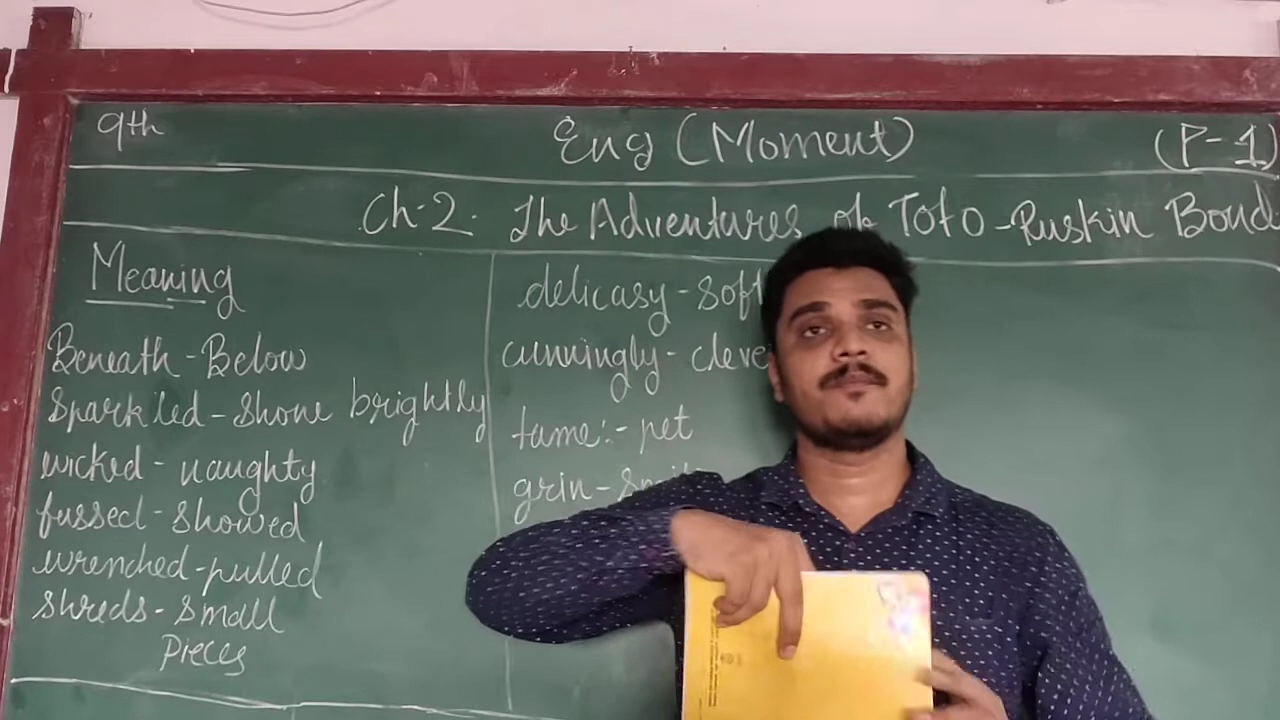 9th
Eng (Moment)
(P-1)
Ch-2. The Adventures of Toto - Ruskin Bond
Meaning
Beneath - Below
Sparkled - Shone brightly
wicked - naughty
fussed - Showed
wrenched - pulled
Shreds - Small
Pieces
delicasy - Soft
cunningly - cleve
tame:- pet
grin -